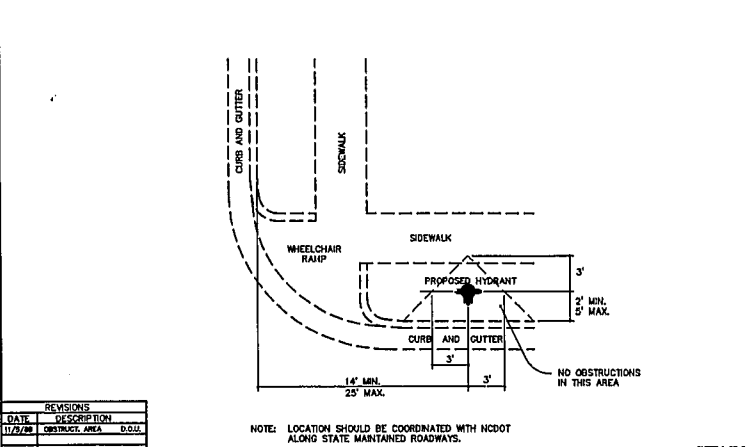 CURB AND GUTTER
SIDEWALK
SIDEWALK
WHEELCHAIR
RAMP
PROPOSED HYDRANT
3'
2' MIN.
5' MAX.
CURB AND GUTTER
3'
14' MIN.
25' MAX.
3'
NO OBSTRUCTIONS
IN THIS AREA
REVISIONS
DATE DESCRIPTION
OBSTRUCT. AREA D.O.U.
NOTE: LOCATION SHOULD BE COORDINATED WITH NCDOT
ALONG STATE MAINTAINED ROADWAYS.